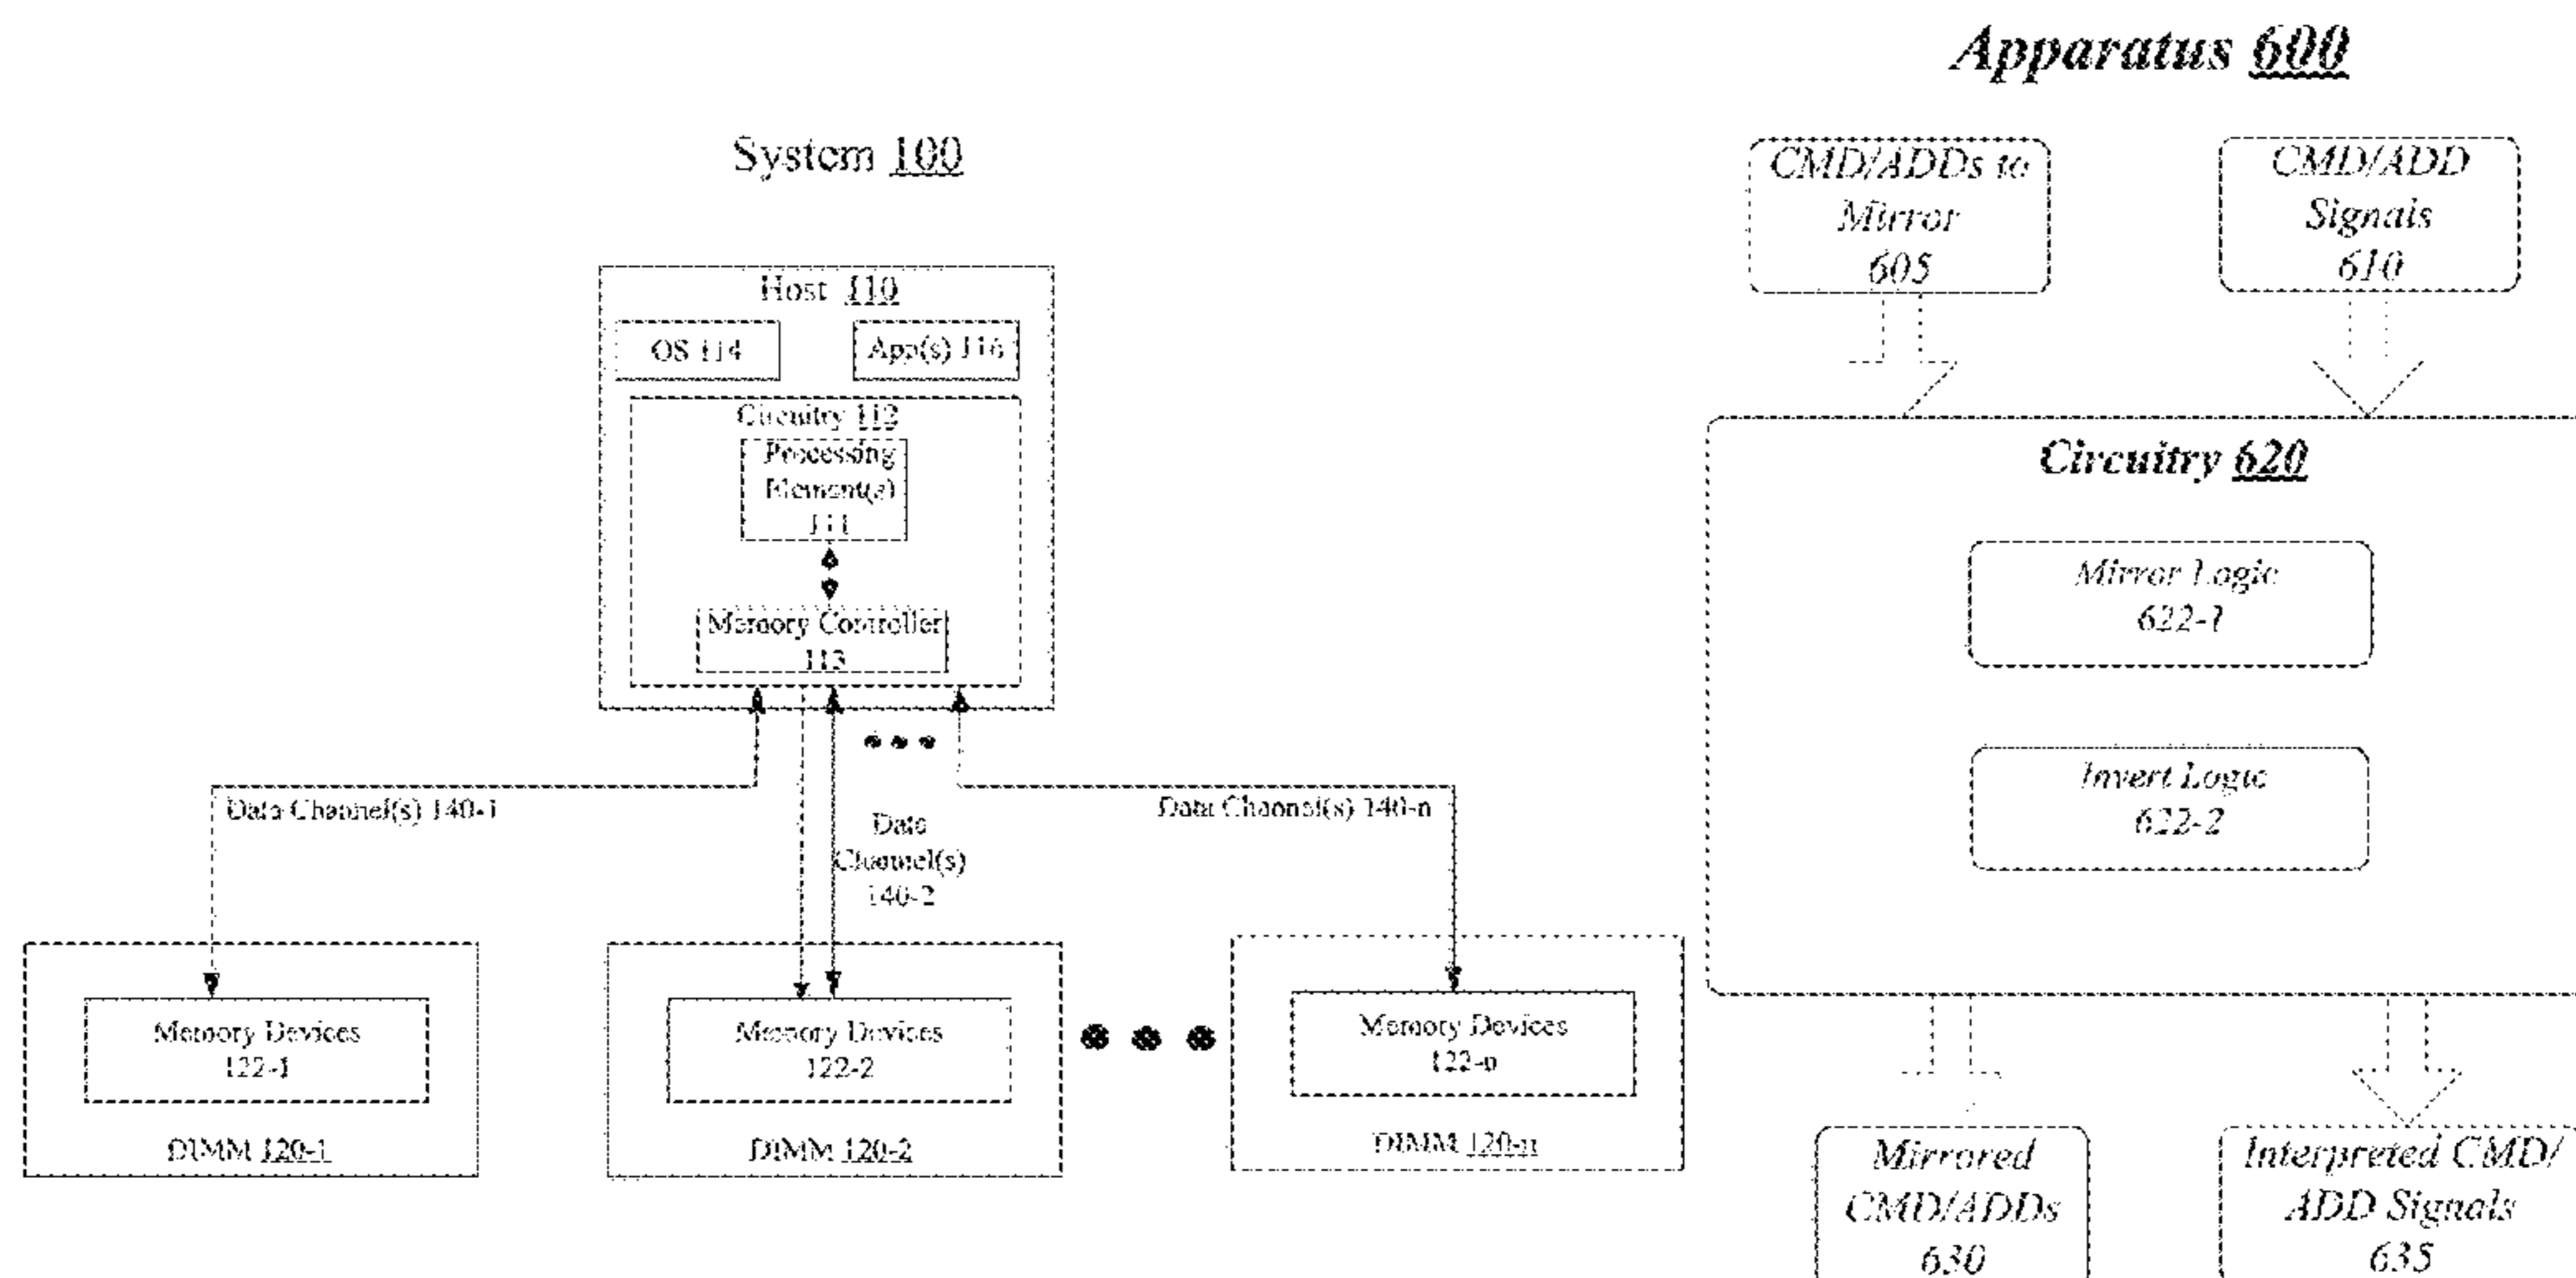 System 100
Host 110
OS 114
App(s) 116
Circuitry 112
Processing
Element(s)
111
Memory Controller
113
Data Channel(s) 140-1
Data
Channel(s)
140-2
Data Channel(s) 140-n
Memory Devices
122-1
DIMM 120-1
Memory Devices
122-2
DIMM 120-2
Memory Devices
122-n
DIMM 120-n
Apparatus 600
CMD/ADDs to
Mirror
605
CMD/ADD
Signals
610
Circuitry 620
Mirror Logic
622-1
Invert Logic
622-2
Mirrored
CMD/ADDs
630
Interpreted CMD/
ADD Signals
635